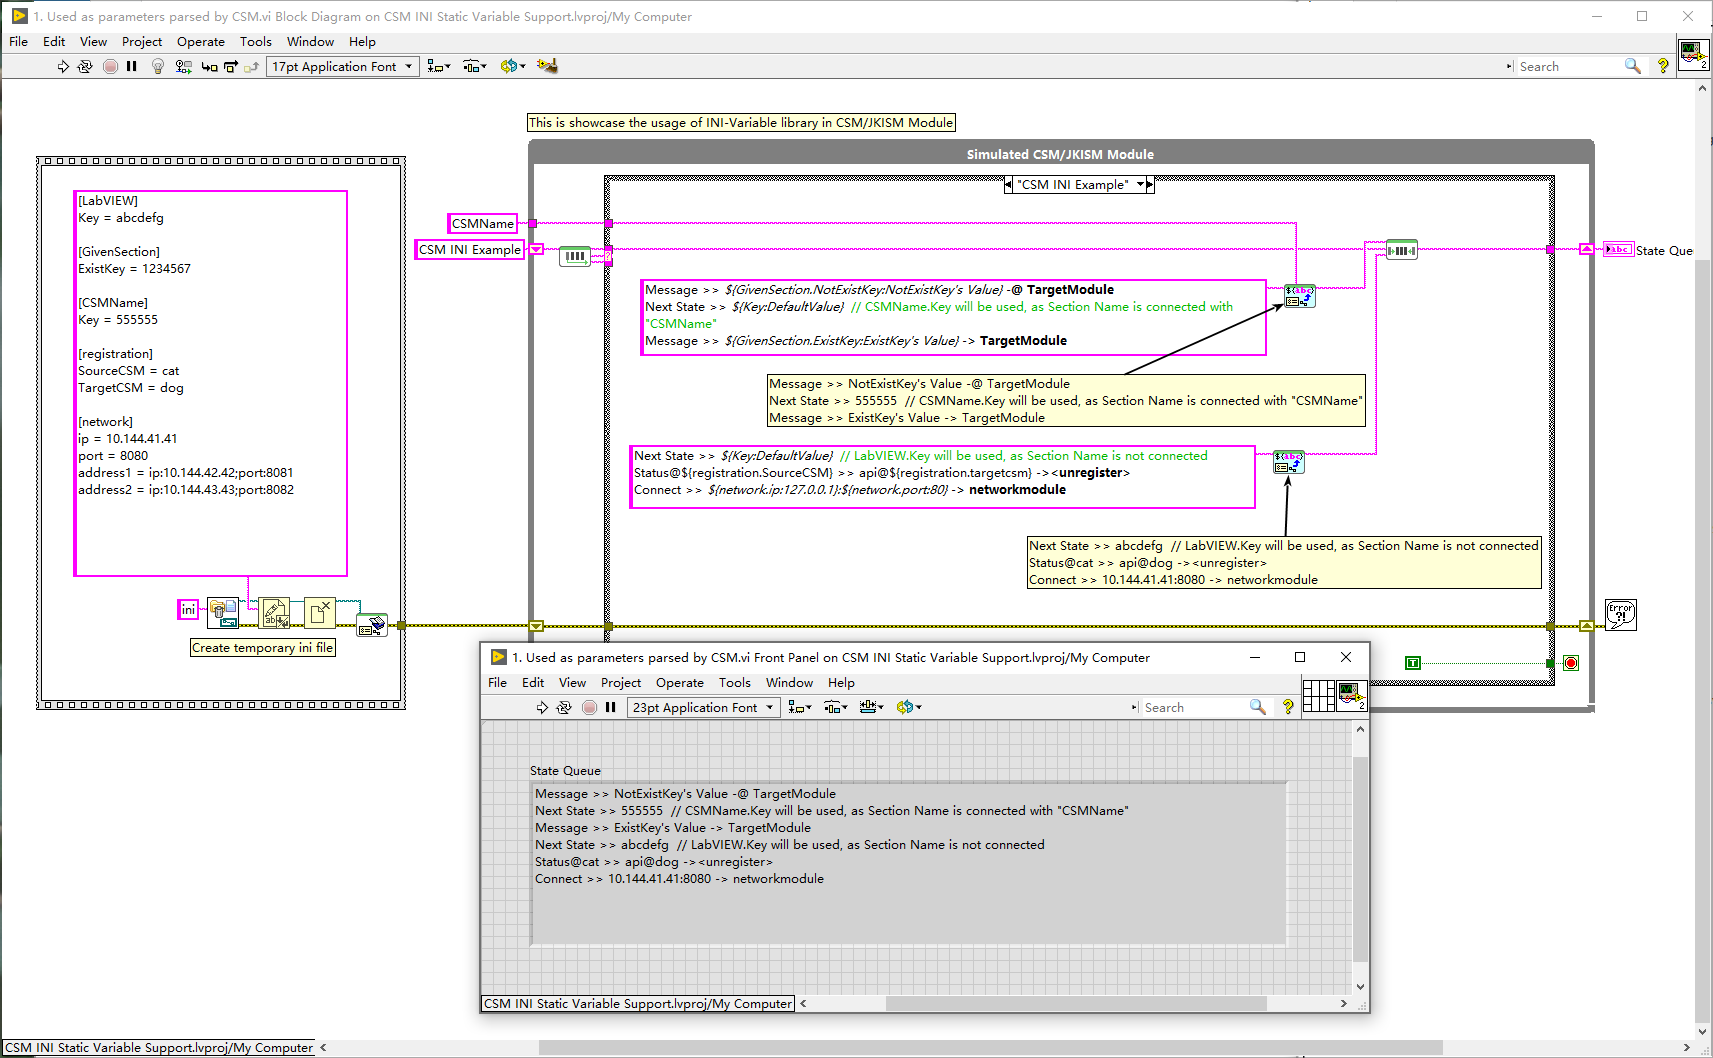 1. Used as parameters parsed by CSM.vi Block Diagram on CSM INI Static Variable Support.lvproj/My Computer
File Edit View Project Operate Tools Window Help
17pt Application Font
Search
2
This is showcase the usage of INI-Variable library in CSM/JKISM Module
Simulated CSM/JKISM Module
"CSM INI Example"
[LabVIEW]
Key = abcdefg
[GivenSection]
ExistKey = 1234567
[CSMName]
Key = 555555
[registration]
SourceCSM = cat
TargetCSM = dog
[network]
ip = 10.144.41.41
port = 8080
address1 = ip:10.144.42.42;port:8081
address2 = ip:10.144.43.43;port:8082
ini
Create temporary ini file
CSMName
CSM INI Example
abc
State Que
Message >> ${GivenSection.NotExistKey:NotExistKey's Value} -@ TargetModule
Next State >> ${Key:DefaultValue}  // CSMName.Key will be used, as Section Name is connected with
"CSMName"
Message >> ${GivenSection.ExistKey:ExistKey's Value} -> TargetModule
Message >> NotExistKey's Value -@ TargetModule
Next State >> 555555  // CSMName.Key will be used, as Section Name is connected with "CSMName"
Message >> ExistKey's Value -> TargetModule
Next State >> ${Key:DefaultValue}  // LabVIEW.Key will be used, as Section Name is not connected
Status@${registration.SourceCSM} >> api@${registration.targetcsm} -><unregister>
Connect >> ${network.ip:127.0.0.1}:${network.port:80} -> networkmodule
Next State >> abcdefg  // LabVIEW.Key will be used, as Section Name is not connected
Status@cat >> api@dog -><unregister>
Connect >> 10.144.41.41:8080 -> networkmodule
Error
?!
T
1. Used as parameters parsed by CSM.vi Front Panel on CSM INI Static Variable Support.lvproj/My Computer
File Edit View Project Operate Tools Window Help
23pt Application Font
Search
2
State Queue
Message >> NotExistKey's Value -@ TargetModule
Next State >> 555555  // CSMName.Key will be used, as Section Name is connected with "CSMName"
Message >> ExistKey's Value -> TargetModule
Next State >> abcdefg  // LabVIEW.Key will be used, as Section Name is not connected
Status@cat >> api@dog -><unregister>
Connect >> 10.144.41.41:8080 -> networkmodule
CSM INI Static Variable Support.lvproj/My Computer
CSM INI Static Variable Support.lvproj/My Computer